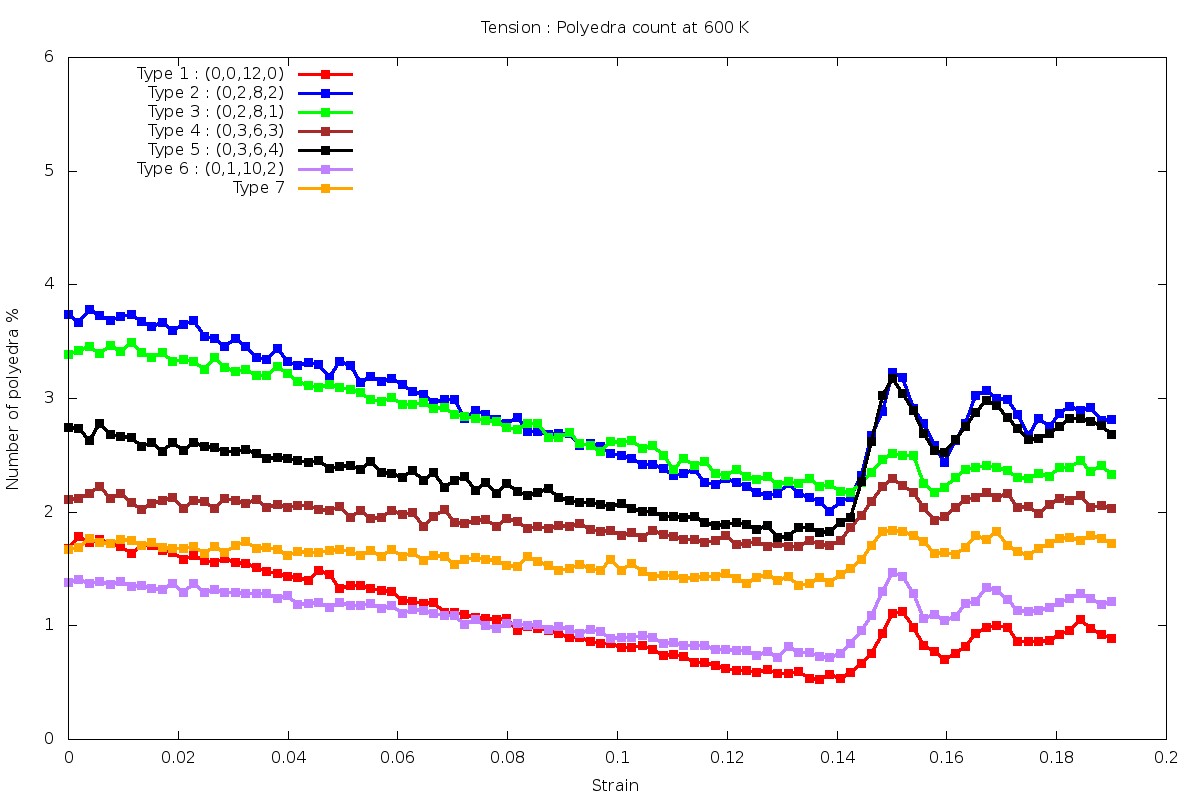 Tension : Polyedra count at 600 K
6
5
4
3
2
1
0
Number of polyedra %
Type 1 : (0,0,12,0)
Type 2 : (0,2,8,2)
Type 3 : (0,2,8,1)
Type 4 : (0,3,6,3)
Type 5 : (0,3,6,4)
Type 6 : (0,1,10,2)
Type 7
0 0.02 0.04 0.06 0.08 0.1 0.12 0.14 0.16 0.18 0.2
Strain